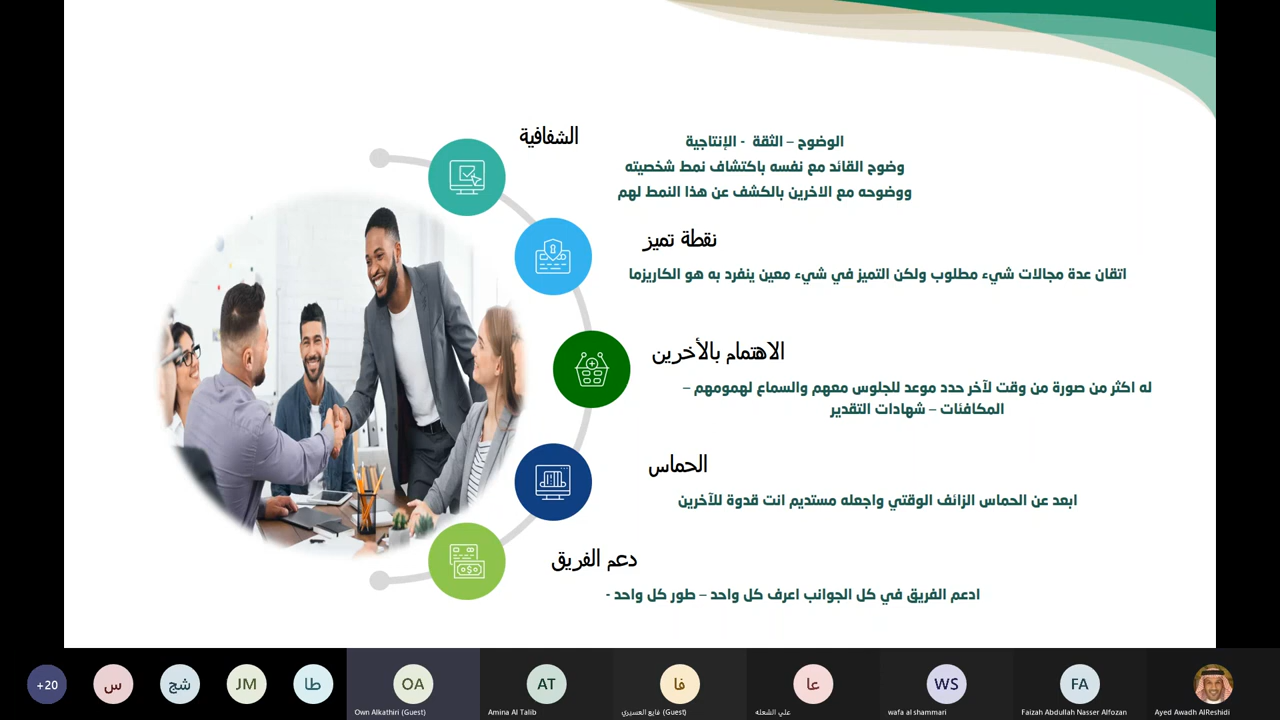 الشفافية
الوضوح – الثقة - الإنتاجية
وضوح القائد مع نفسه باكتشاف نمط شخصيته
ووضوحه مع الاخرين بالكشف عن هذا النمط لهم
نقطة تميز
اتقان عدة مجالات شيء مطلوب ولكن التميز في شيء معين ينفرد به هو الكاريزما
الاهتمام بالأخرين
له اكثر من صورة من وقت لآخر حدد موعد للجلوس معهم والسماع لهمومهم –
المكافئات – شهادات التقدير
الحماس
ابعد عن الحماس الزائف الوقتي واجعله مستديم انت قدوة للآخرين
دعم الفريق
ادعم الفريق في كل الجوانب اعرف كل واحد – طور كل واحد -
+20
س
شج
JM
طا
OA
AT
فا
عا
WS
FA
Own Alkathiri (Guest)
Amina Al Talib
فايع العسيري (Guest)
علي الشعله
wafa al shammari
Faizah Abdullah Nasser Alfozan
Ayed Awadh AlReshidi